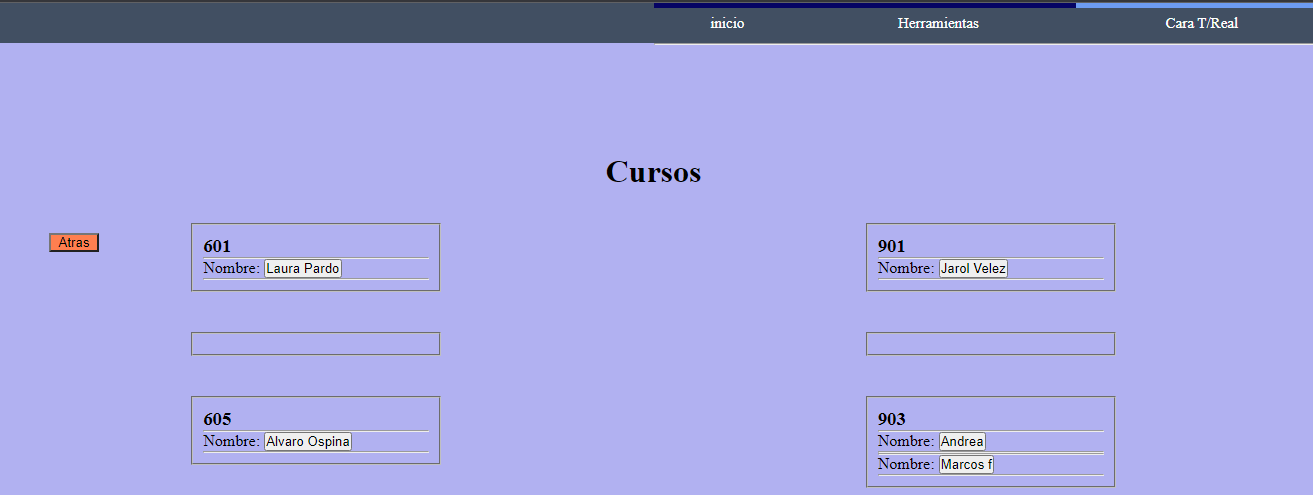 inicio Herramientas Cara T/Real
Cursos
Atras
601
Nombre: Laura Pardo
605
Nombre: Alvaro Ospina
901
Nombre: Jarol Velez
903
Nombre: Andrea
Nombre: Marcos f